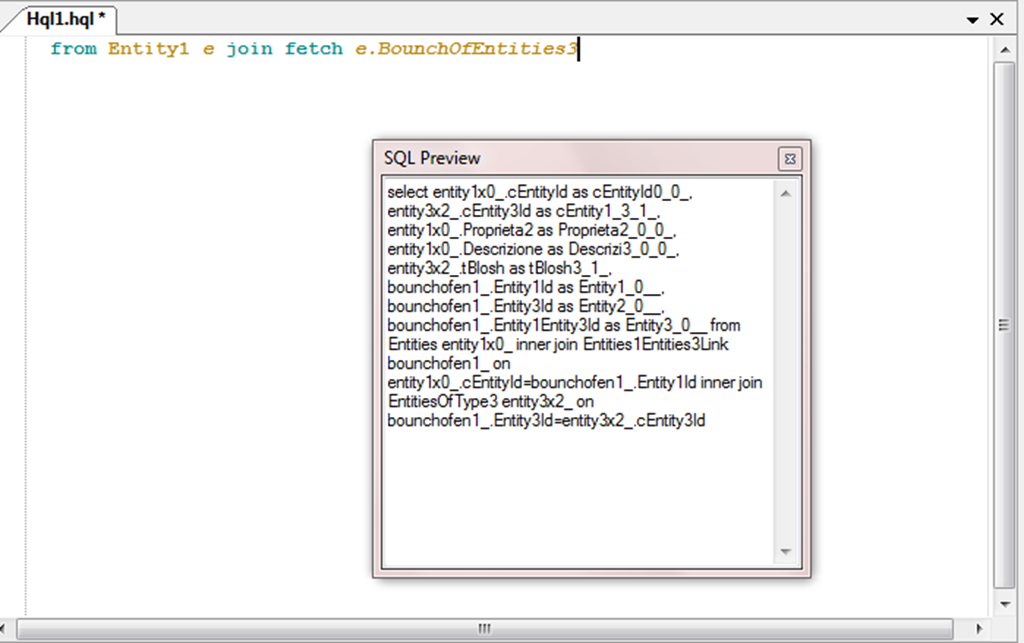 Hql1.hql *
from Entity1 e join fetch e.BounchOfEntities3
SQL Preview
select entity1x0_.cEntityId as cEntityId0_0_,
entity3x2_.cEntity3Id as cEntity1_3_1_,
entity1x0_.Proprieta2 as Proprieta2_0_0_,
entity1x0_.Descrizione as Descrizi3_0_0_,
entity3x2_.tBlosh as tBlosh3_1_,
bounchofen1_.Entity1Id as Entity1_0__,
bounchofen1_.Entity3Id as Entity2_0__,
bounchofen1_.Entity1Entity3Id as Entity3_0__ from
Entities entity1x0_ inner join Entities1Entities3Link
bounchofen1_ on
entity1x0_.cEntityId=bounchofen1_.Entity1Id inner join
EntitiesOfType3 entity3x2_ on
bounchofen1_.Entity3Id=entity3x2_.cEntity3Id